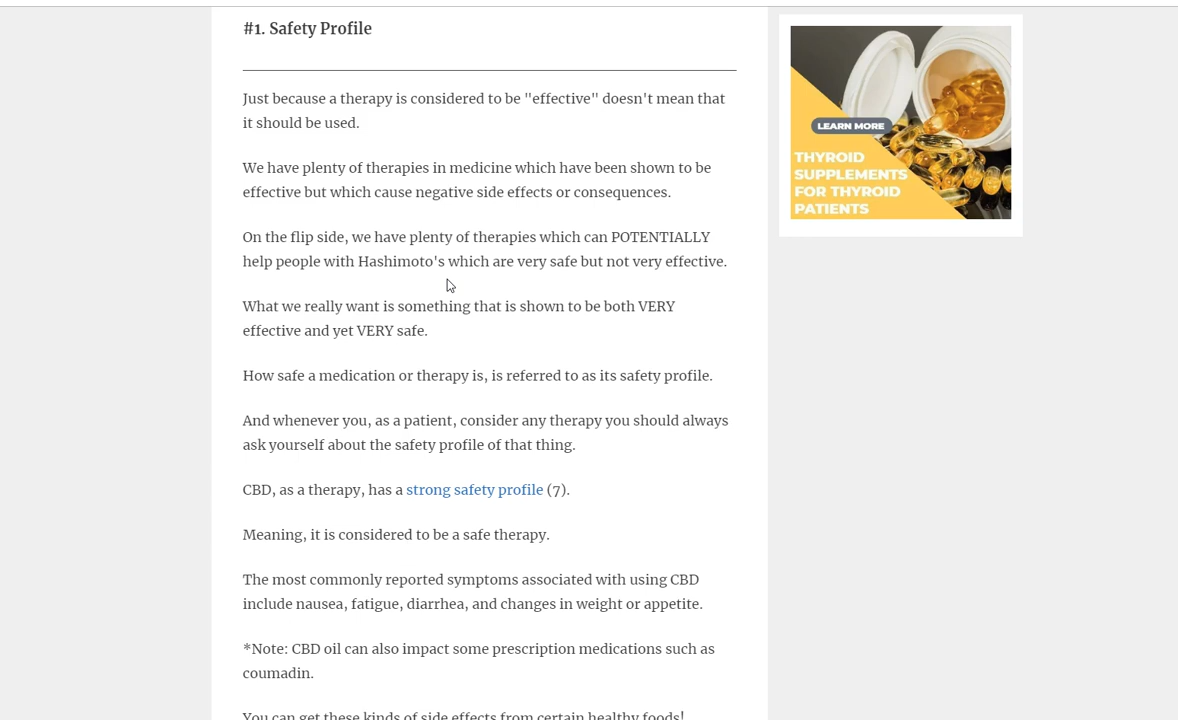 #1. Safety Profile
Just because a therapy is considered to be "effective" doesn't mean that
it should be used.
We have plenty of therapies in medicine which have been shown to be
effective but which cause negative side effects or consequences.
On the flip side, we have plenty of therapies which can POTENTIALLY
help people with Hashimoto's which are very safe but not very effective.
What we really want is something that is shown to be both VERY
effective and yet VERY safe.
How safe a medication or therapy is, is referred to as its safety profile.
And whenever you, as a patient, consider any therapy you should always
ask yourself about the safety profile of that thing.
CBD, as a therapy, has a strong safety profile (7).
Meaning, it is considered to be a safe therapy.
The most commonly reported symptoms associated with using CBD
include nausea, fatigue, diarrhea, and changes in weight or appetite.
*Note: CBD oil can also impact some prescription medications such as
coumadin.
You can get these kinds of side effects from certain healthy foods!
LEARN MORE
THYROID
SUPPLEMENTS
FOR THYROID
PATIENTS